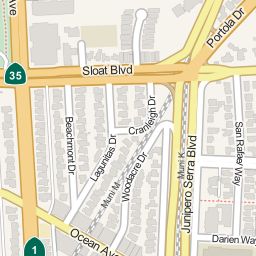 Ave
Portola Dr
35
Sloat Blvd
Cranleigh Dr
Beachmont Dr
Lagunitas Dr
Woodacre Dr
Muni M
Muni K
Junipero Serra Blvd
San Rafael Way
1
Ocean Ave
Darien Way